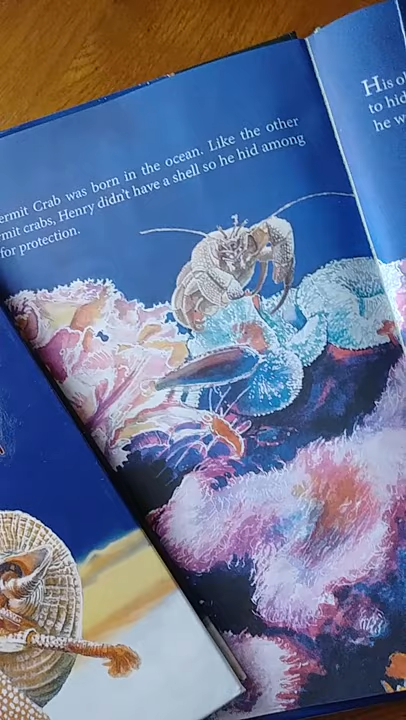 ermit Crab was born in the ocean. Like the other
rmit crabs, Henry didn't have a shell so he hid among
for protection.
His
to hid
he w